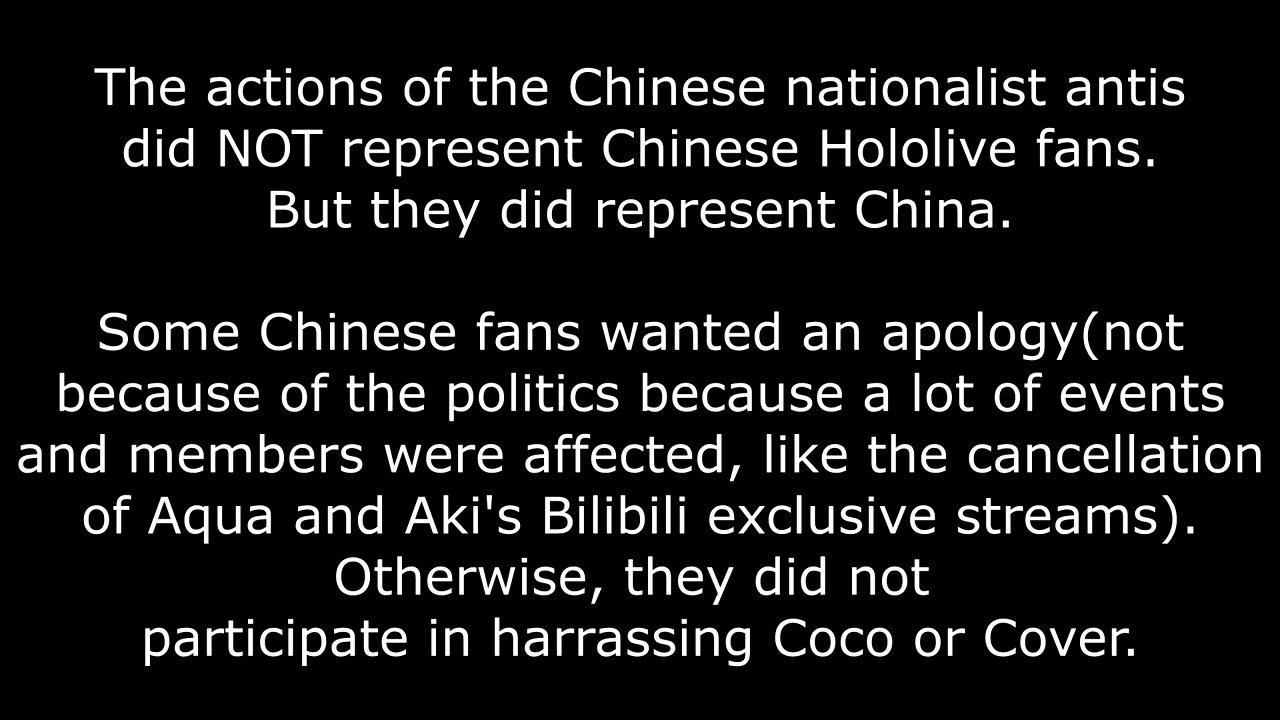 The actions of the Chinese nationalist antis
did NOT represent Chinese Hololive fans.
But they did represent China.
Some Chinese fans wanted an apology(not
because of the politics because a lot of events
and members were affected, like the cancellation
of Aqua and Aki's Bilibili exclusive streams).
Otherwise, they did not
participate in harrassing Coco or Cover.